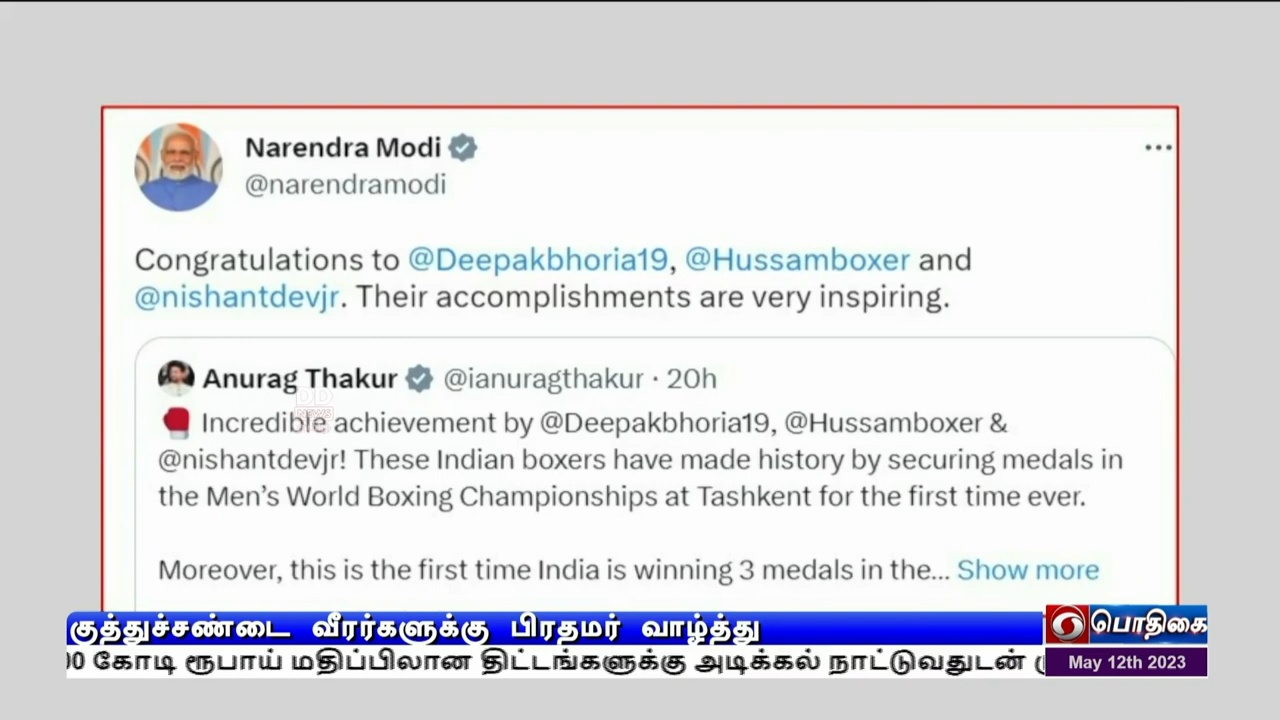 Narendra Modi
@narendramodi
Congratulations to @Deepakbhoria19, @Hussamboxer and
@nishantdevjr. Their accomplishments are very inspiring.
Anurag Thakur @ianuragthakur · 20h
Incredible achievement by @Deepakbhoria19, @Hussamboxer &
@nishantdevjr! These Indian boxers have made history by securing medals in
the Men's World Boxing Championships at Tashkent for the first time ever.
Moreover, this is the first time India is winning 3 medals in the... Show more
DD
NEWS
குத்துச்சண்டை வீரர்களுக்கு பிரதமர் வாழ்த்து
பொதிகை
கோடி ரூபாய் மதிப்பிலான திட்டங்களுக்கு அடிக்கல் நாட்டுவதுடன்
May 12th 2023